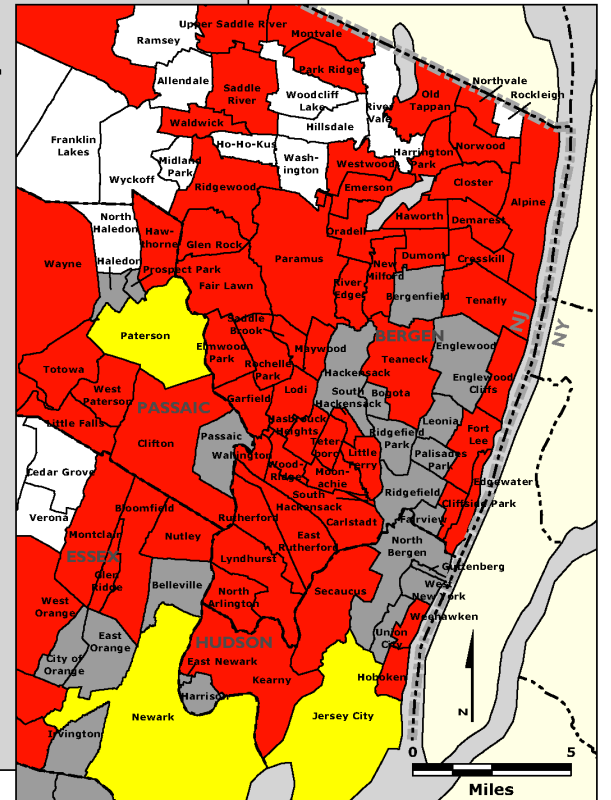 Upper Saddle River
Ramsey
Montvale
Park Ridge
Allendale
Saddle
River
Woodcliff
Lake
River
Vale
Old
Tappan
Northvale
Rockleigh
Waldwick
Hillsdale
Franklin
Lakes
Ho-Ho-Kus
Wash-
ington
Westwood
Harrington
Park
Norwood
Midland
Park
Wyckoff
Ridgewood
Emerson
Closter
Alpine
North
Haledon
Haw-
thorne
Glen Rock
Oradell
Haworth
Demarest
Wayne
Haledon
Prospect Park
Paramus
New
Milford
Dumont
Cresskill
Fair Lawn
River
Edge
Bergenfield
Tenafly
Paterson
Saddle
Brook
BERGEN
NJ
NY
Elmwood
Park
Maywood
Teaneck
Englewood
Totowa
Rochelle
Park
Hackensack
Englewood
Cliffs
West
Paterson
Lodi
South
Hackensack
Bogota
PASSAIC
Garfield
Little Falls
Hasbrouck
Heights
Leonia
Fort
Lee
Clifton
Passaic
Teter-
boro
Ridgefield
Park
Wallington
Little
Ferry
Palisades
Park
Cedar Grove
Wood-
Ridge
Moon-
achie
Edgewater
South
Hackensack
Ridgefield
Cliffside Park
Verona
Bloomfield
Rutherford
Carlstadt
Fairview
Montclair
Nutley
East
Rutherford
North
Bergen
ESSEX
Lyndhurst
Guttenberg
Glen
Ridge
Belleville
North
Arlington
Secaucus
West
New York
West
Orange
Weehawken
East
Orange
HUDSON
Union
City
City of
Orange
East Newark
Kearny
Hoboken
Harrison
Newark
Jersey City
N
Irvington
0 5
Miles